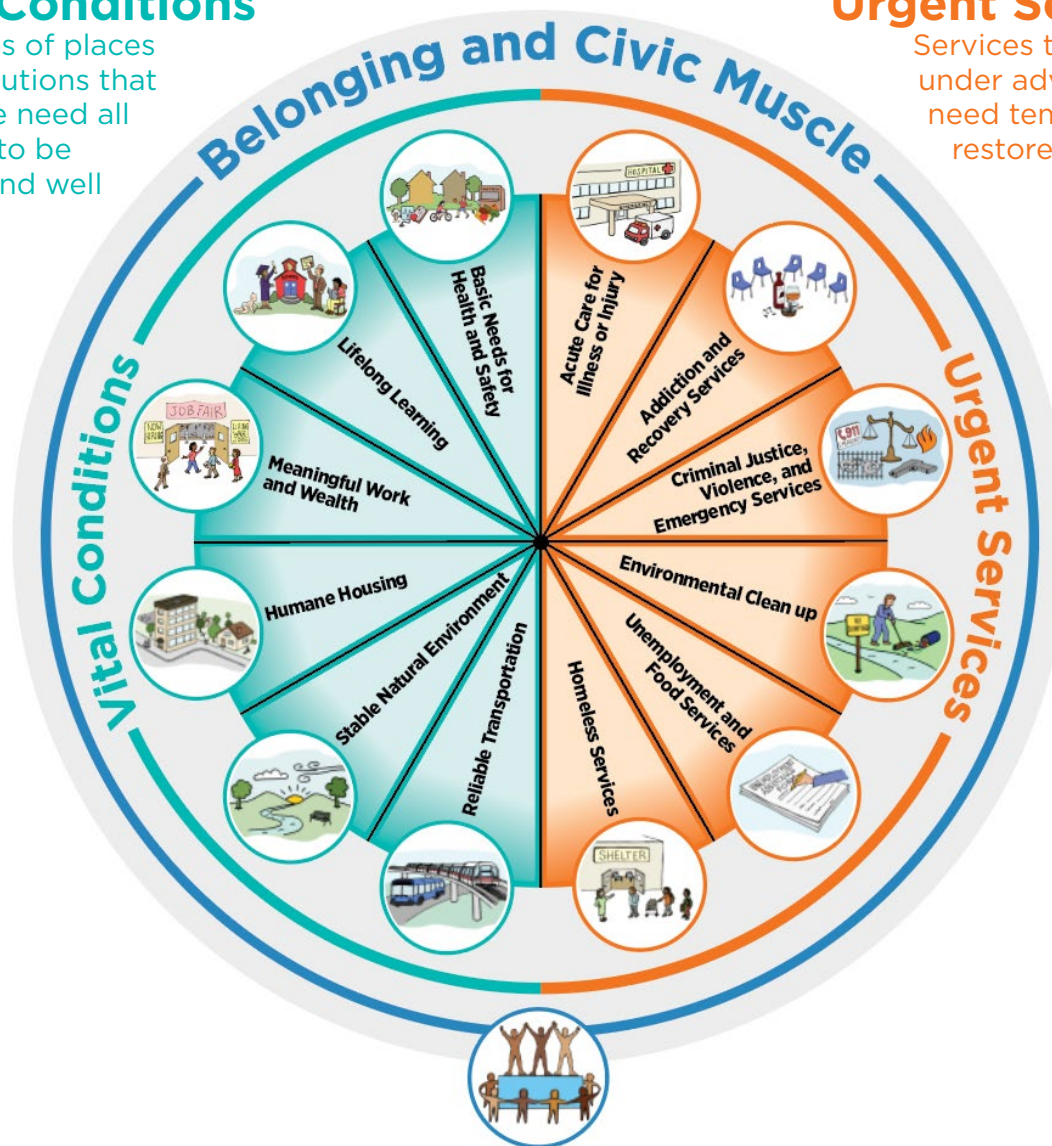 Conditions
s of places
utions that
e need all
to be
nd well
Urgent Se
Services t
under adv
need ten
restore
Belonging and Civic Muscle
Vital Conditions
Urgent Services
Basic Needs for
Health and Safety
Lifelong Learning
Meaningful Work
and Wealth
Humane Housing
Stable Natural Environment
Reliable Transportation
Acute Care for
Illness or Injury
Addiction and
Recovery Services
Criminal Justice,
Violence, and
Emergency Services
Environmental Clean up
Unemployment and
Food Services
Homeless Services
HOSPITAL
JOB FAIR
NOW
HIRING
911
SHELTER